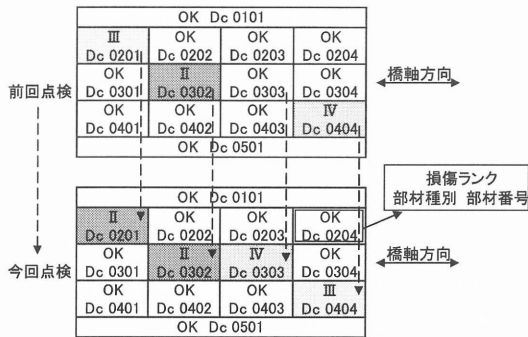 OK Dc 0101
Ⅲ OK OK OK
Dc 0201 Dc 0202 Dc 0203 Dc 0204
OK Ⅱ OK OK
Dc 0301 Dc 0302 Dc 0303 Dc 0304
OK OK OK Ⅳ
Dc 0401 Dc 0402 Dc 0403 Dc 0404
OK Dc 0501
前回点検
橋軸方向
損傷ランク
部材種別 部材番号
OK Dc 0101
Ⅱ OK OK OK
Dc 0201 Dc 0202 Dc 0203 Dc 0204
OK Ⅱ Ⅳ OK
Dc 0301 Dc 0302 Dc 0303 Dc 0304
OK OK OK Ⅲ
Dc 0401 Dc 0402 Dc 0403 Dc 0404
OK Dc 0501
今回点検
橋軸方向